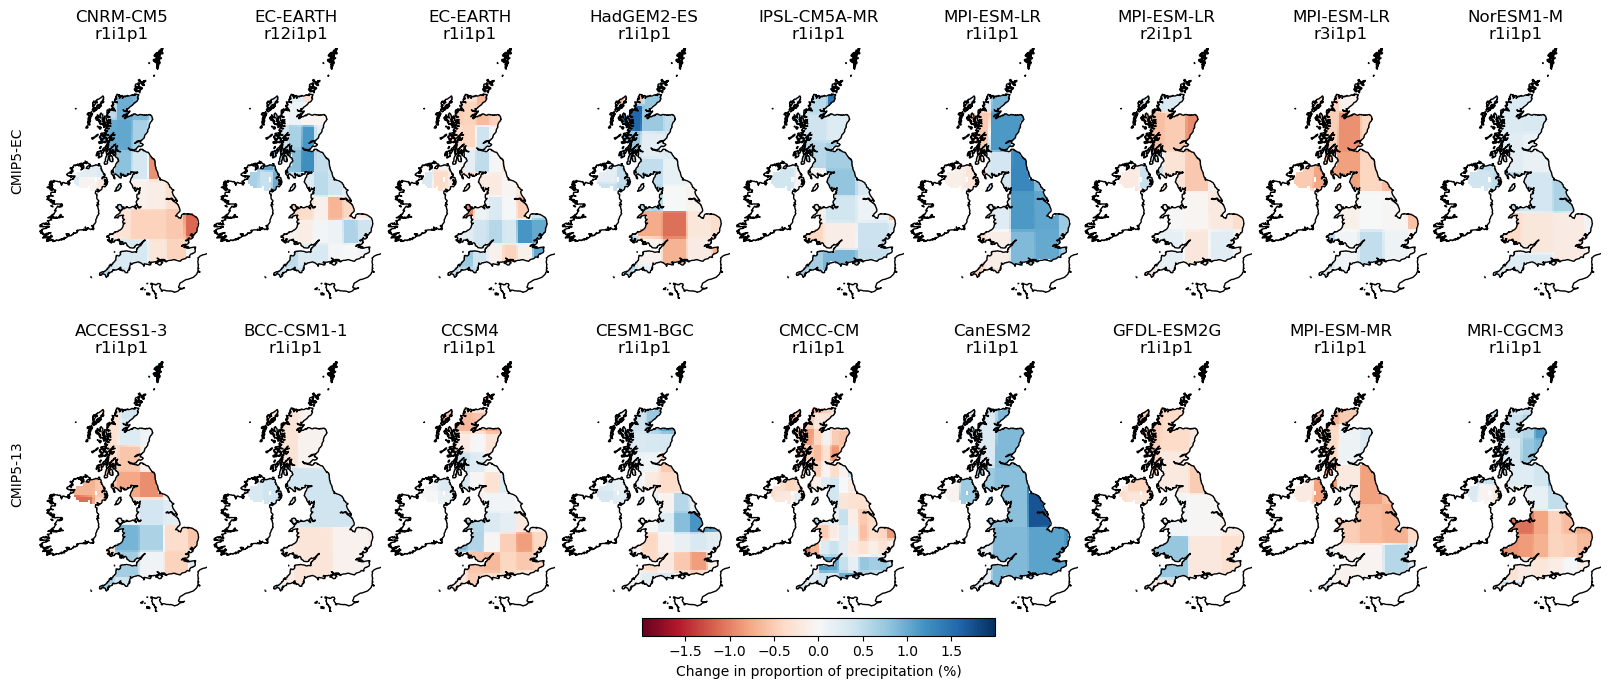 CNRM-CM5 EC-EARTH EC-EARTH HadGEM2-ES IPSL-CM5A-MR MPI-ESM-LR MPI-ESM-LR MPI-ESM-LR NorESM1-M
r1i1p1 r12i1p1 r1i1p1 r1i1p1 r1i1p1 r1i1p1 r2i1p1 r3i1p1 r1i1p1
CMIP5-EC
ACCESS1-3 BCC-CSM1-1 CCSM4 CESM1-BGC CMCC-CM CanESM2 GFDL-ESM2G MPI-ESM-MR MRI-CGCM3
r1i1p1 r1i1p1 r1i1p1 r1i1p1 r1i1p1 r1i1p1 r1i1p1 r1i1p1 r1i1p1
CMIP5-13
−1.5 −1.0 −0.5 0.0 0.5 1.0 1.5
Change in proportion of precipitation (%)